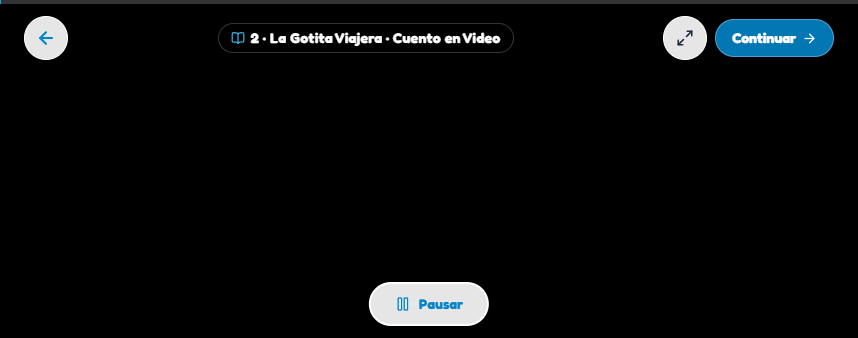 2 • La Gotita Viajera • Cuento en Video
Continuar
Pausar